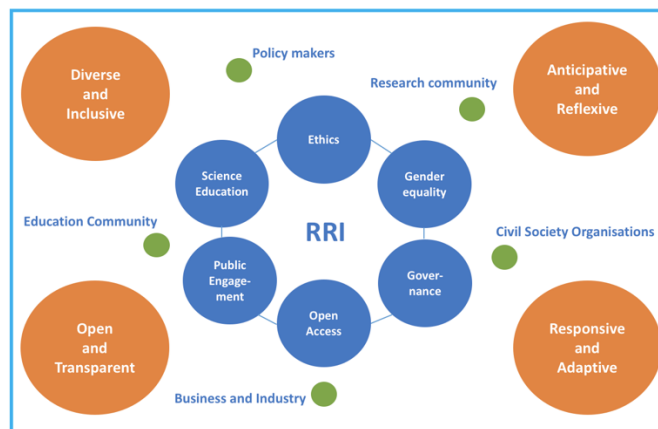 Policy makers
Diverse
and
Inclusive
Research community
Anticipative
and
Reflexive
Ethics
Science
Education
Gender
equality
Education Community
RRI
Civil Society Organisations
Public
Engage-
ment
Gover-
nance
Open
Access
Open
and
Transparent
Responsive
and
Adaptive
Business and Industry